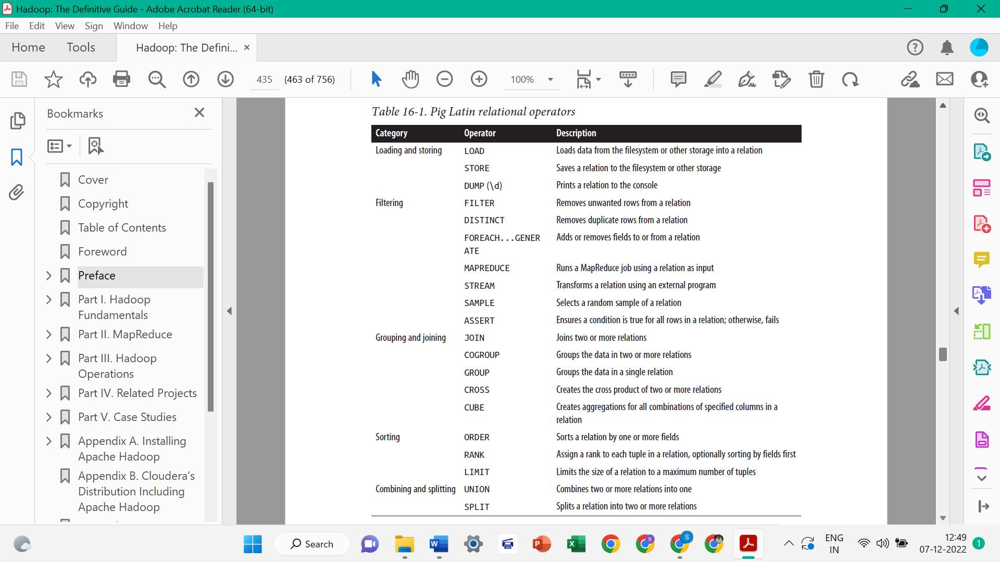 Hadoop: The Definitive Guide - Adobe Acrobat Reader (64-bit)
File Edit View Sign Window Help
Home Tools Hadoop: The Defini... ×
435 (463 of 756) 100%
Bookmarks
Cover
Copyright
Table of Contents
Foreword
Preface
Part I. Hadoop
Fundamentals
Part II. MapReduce
Part III. Hadoop
Operations
Part IV. Related Projects
Part V. Case Studies
Appendix A. Installing
Apache Hadoop
Appendix B. Cloudera’s
Distribution Including
Apache Hadoop
Table 16-1. Pig Latin relational operators
Category Operator Description
Loading and storing LOAD Loads data from the filesystem or other storage into a relation
STORE Saves a relation to the filesystem or other storage
DUMP (\d) Prints a relation to the console
Filtering FILTER Removes unwanted rows from a relation
DISTINCT Removes duplicate rows from a relation
FOREACH...GENER Adds or removes fields to or from a relation
ATE
MAPREDUCE Runs a MapReduce job using a relation as input
STREAM Transforms a relation using an external program
SAMPLE Selects a random sample of a relation
ASSERT Ensures a condition is true for all rows in a relation; otherwise, fails
Grouping and joining JOIN Joins two or more relations
COGROUP Groups the data in two or more relations
GROUP Groups the data in a single relation
CROSS Creates the cross product of two or more relations
CUBE Creates aggregations for all combinations of specified columns in a
relation
Sorting ORDER Sorts a relation by one or more fields
RANK Assign a rank to each tuple in a relation, optionally sorting by fields first
LIMIT Limits the size of a relation to a maximum number of tuples
Combining and splitting UNION Combines two or more relations into one
SPLIT Splits a relation into two or more relations
Search
ENG
IN
12:49
07-12-2022
1